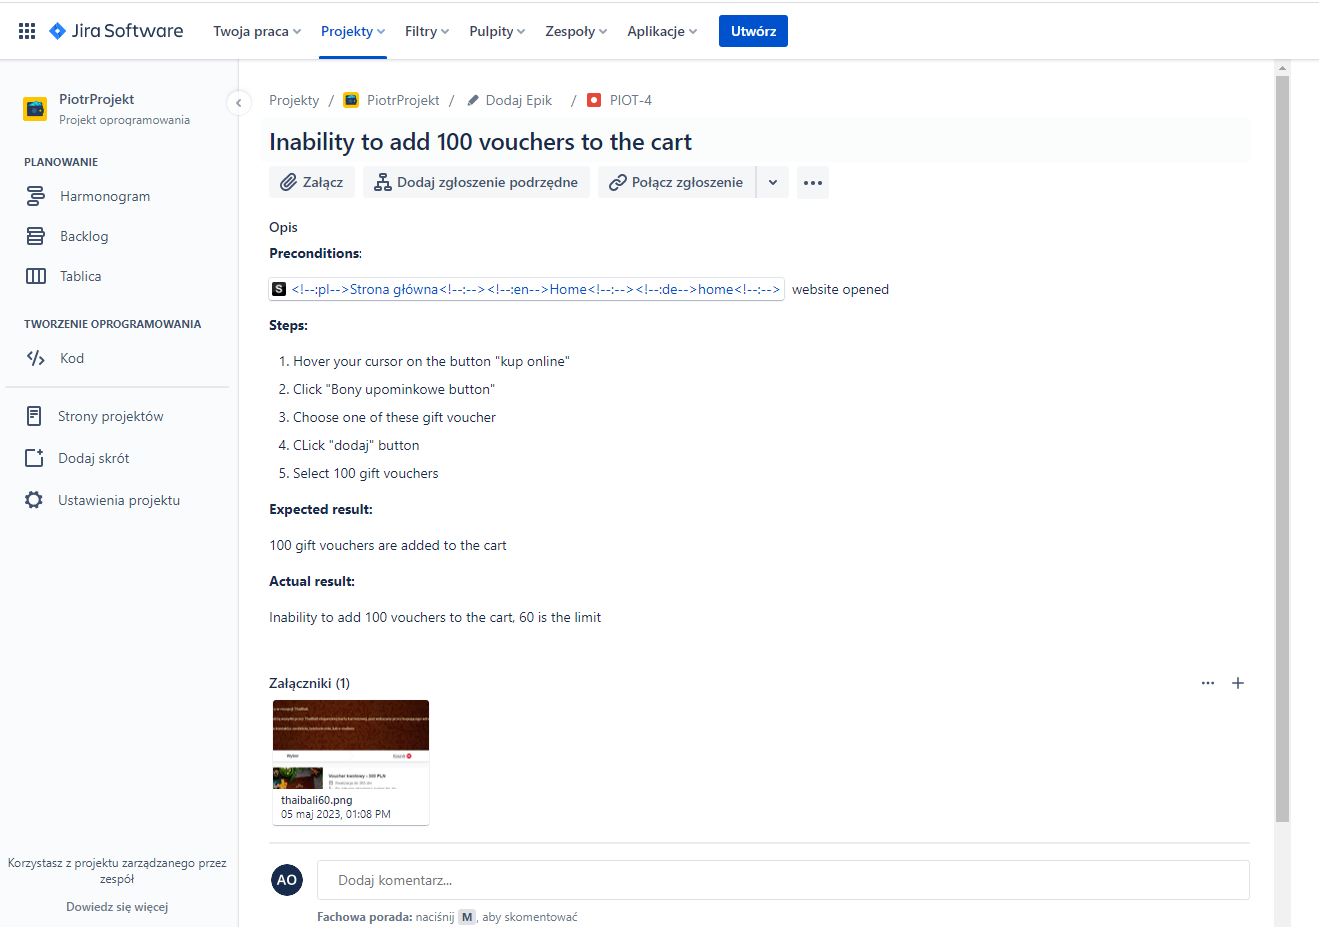 Jira Software Twoja praca Projekty Filtry Pulpity Zespoły Aplikacje Utwórz
PiotrProjekt
Projekt oprogramowania
PLANOWANIE
Harmonogram
Backlog
Tablica
TWORZENIE OPROGRAMOWANIA
Kod
Strony projektów
Dodaj skrót
Ustawienia projektu
Korzystasz z projektu zarządzanego przez
zespół
Dowiedz się więcej
Projekty / PiotrProjekt / Dodaj Epik / PIOT-4
Inability to add 100 vouchers to the cart
Załącz Dodaj zgłoszenie podrzędne Połącz zgłoszenie
Opis
Preconditions:
S <!--:pl-->Strona główna<!--:--><!--:en-->Home<!--:--><!--:de-->home<!--:--> website opened
Steps:
1. Hover your cursor on the button "kup online"
2. Click "Bony upominkowe button"
3. Choose one of these gift voucher
4. CLick "dodaj" button
5. Select 100 gift vouchers
Expected result:
100 gift vouchers are added to the cart
Actual result:
Inability to add 100 vouchers to the cart, 60 is the limit
Załączniki (1)
Voucher kwotowy - 300 PLN
thaibali60.png
05 maj 2023, 01:08 PM
AO Dodaj komentarz...
Fachowa porada: naciśnij M, aby skomentować